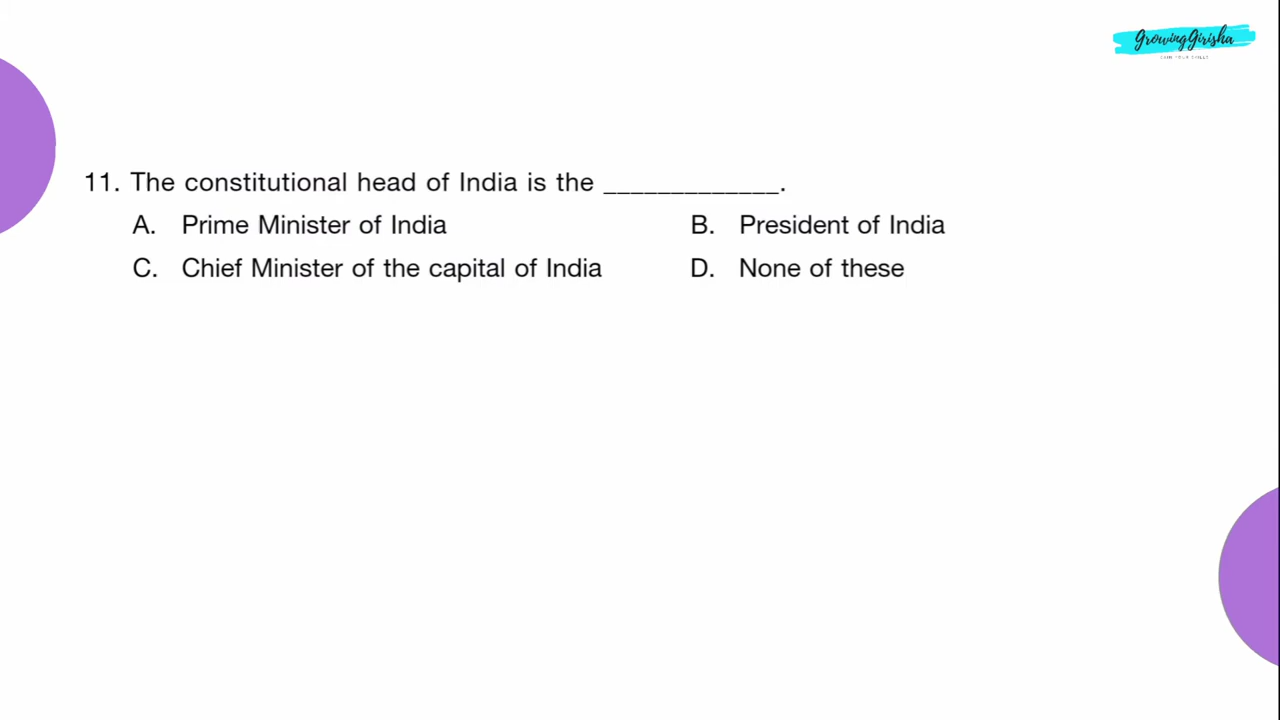 GrowingGirisha
11. The constitutional head of India is the _____________.
A. Prime Minister of India B. President of India
C. Chief Minister of the capital of India D. None of these